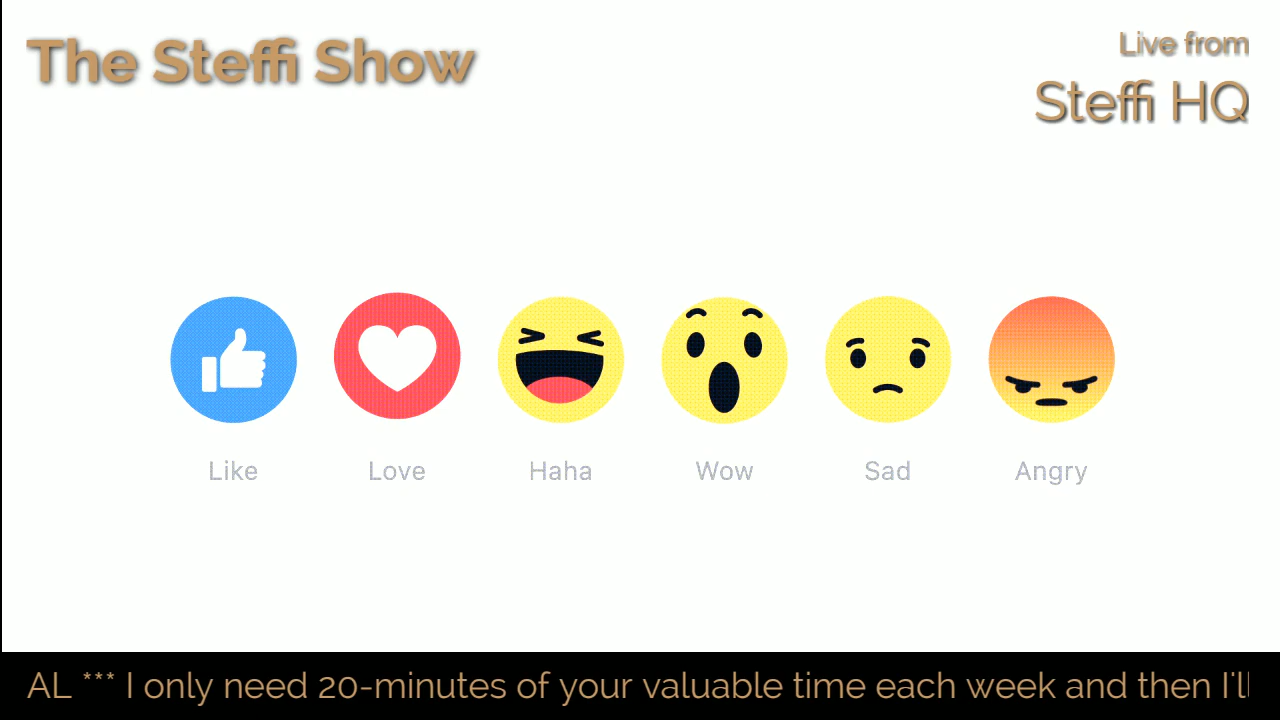 The Steffi Show
Live from
Steffi HQ
Like Love Haha Wow Sad Angry
AL *** I only need 20-minutes of your valuable time each week and then I'll